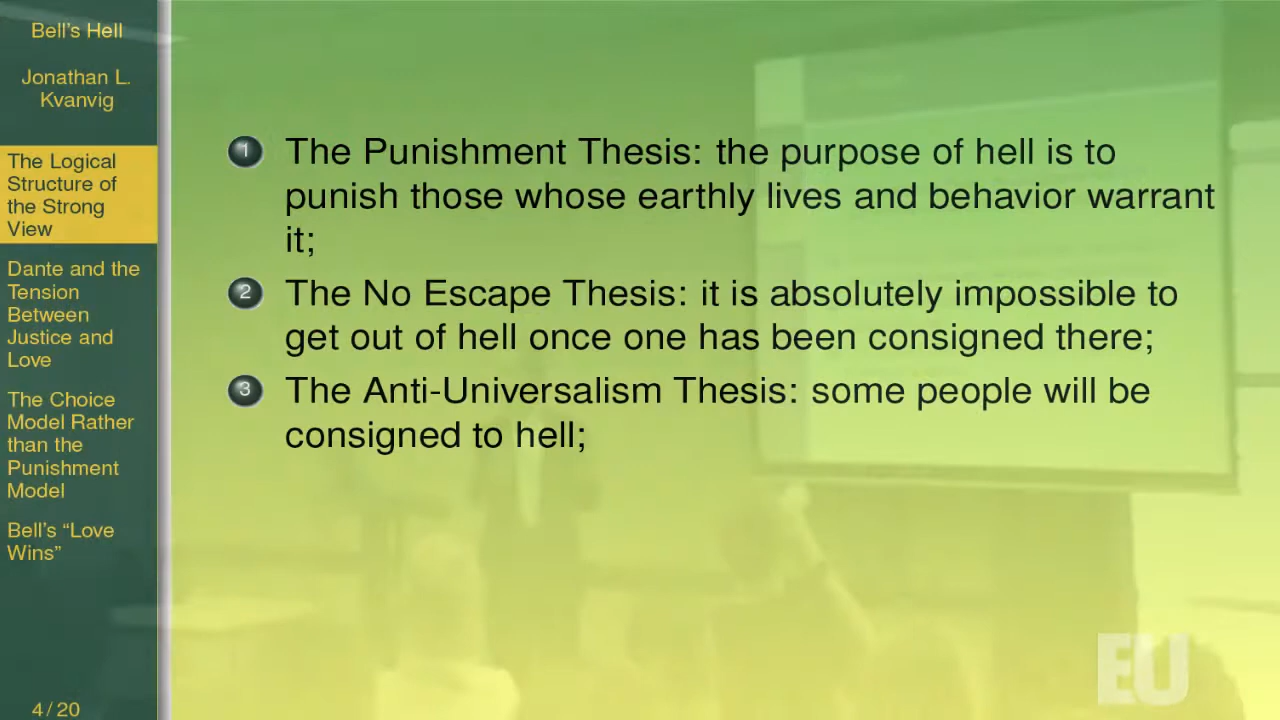 Bell's Hell
Jonathan L.
Kvanvig
The Logical
Structure of
the Strong
View
Dante and the
Tension
Between
Justice and
Love
The Choice
Model Rather
than the
Punishment
Model
Bell's “Love
Wins”
4/20
1 The Punishment Thesis: the purpose of hell is to
punish those whose earthly lives and behavior warrant
it;
2 The No Escape Thesis: it is absolutely impossible to
get out of hell once one has been consigned there;
3 The Anti-Universalism Thesis: some people will be
consigned to hell;
EU